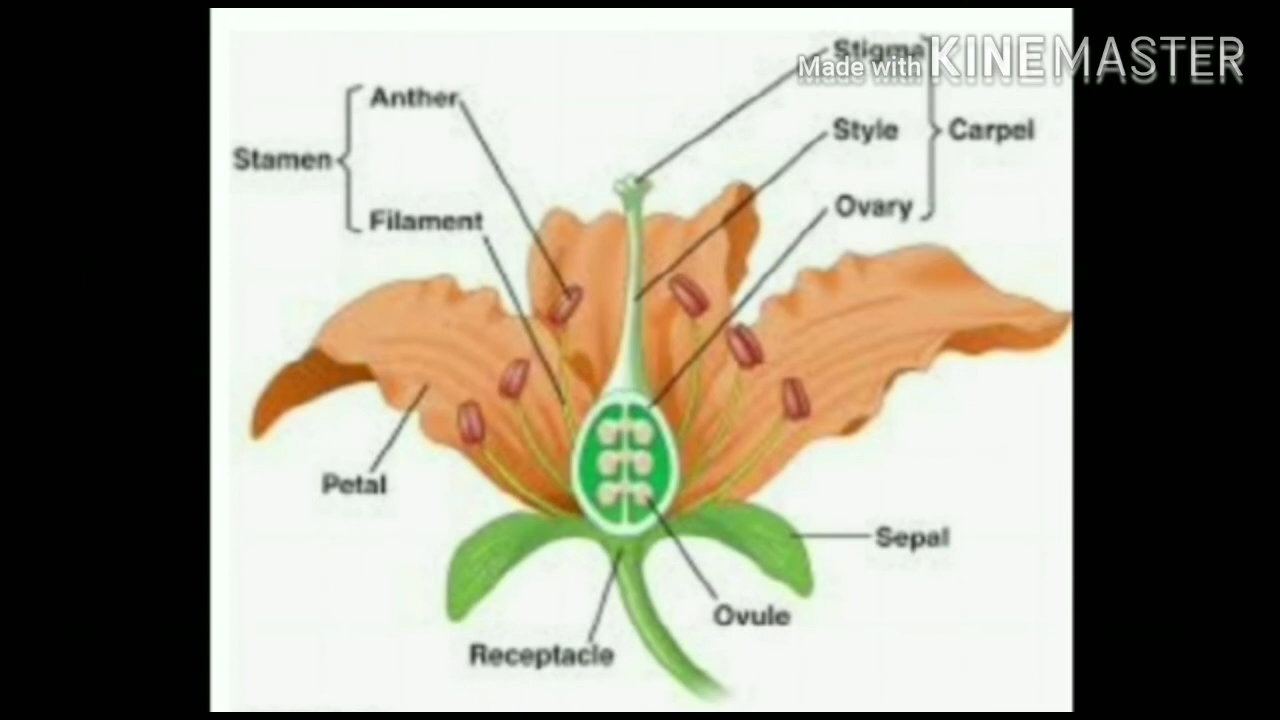 Stigma
Made with KINEMASTER
Anther
Style
Carpel
Stamen
Ovary
Filament
Petal
Sepal
Ovule
Receptacle